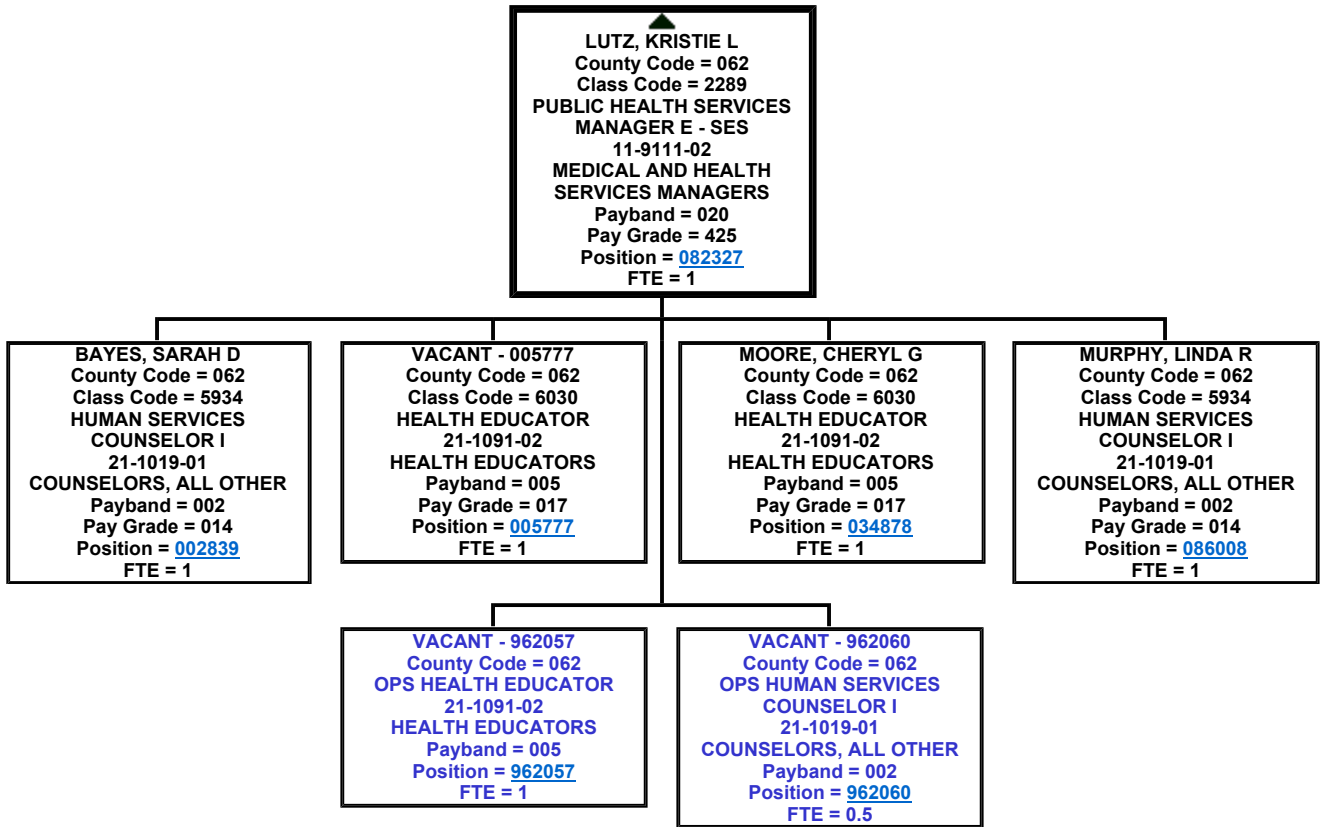 LUTZ, KRISTIE L
County Code = 062
Class Code = 2289
PUBLIC HEALTH SERVICES
MANAGER E - SES
11-9111-02
MEDICAL AND HEALTH
SERVICES MANAGERS
Payband = 020
Pay Grade = 425
Position = 082327
FTE = 1
BAYES, SARAH D
County Code = 062
Class Code = 5934
HUMAN SERVICES
COUNSELOR I
21-1019-01
COUNSELORS, ALL OTHER
Payband = 002
Pay Grade = 014
Position = 002839
FTE = 1
VACANT - 005777
County Code = 062
Class Code = 6030
HEALTH EDUCATOR
21-1091-02
HEALTH EDUCATORS
Payband = 005
Pay Grade = 017
Position = 005777
FTE = 1
MOORE, CHERYL G
County Code = 062
Class Code = 6030
HEALTH EDUCATOR
21-1091-02
HEALTH EDUCATORS
Payband = 005
Pay Grade = 017
Position = 034878
FTE = 1
MURPHY, LINDA R
County Code = 062
Class Code = 5934
HUMAN SERVICES
COUNSELOR I
21-1019-01
COUNSELORS, ALL OTHER
Payband = 002
Pay Grade = 014
Position = 086008
FTE = 1
VACANT - 962057
County Code = 062
OPS HEALTH EDUCATOR
21-1091-02
HEALTH EDUCATORS
Payband = 005
Position = 962057
FTE = 1
VACANT - 962060
County Code = 062
OPS HUMAN SERVICES
COUNSELOR I
21-1019-01
COUNSELORS, ALL OTHER
Payband = 002
Position = 962060
FTE = 0.5